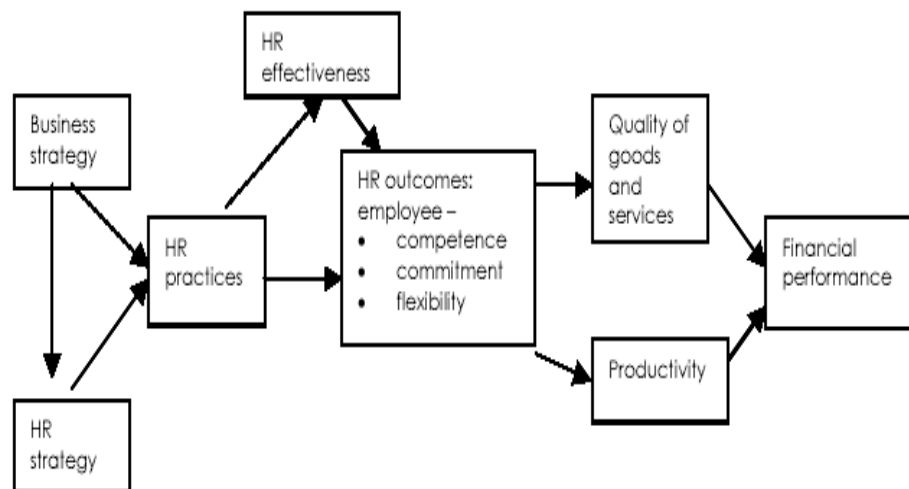 HR
effectiveness
Business
strategy
Quality of
goods
and
services
HR outcomes:
employee –
• competence
• commitment
• flexibility
HR
practices
Financial
performance
Productivity
HR
strategy